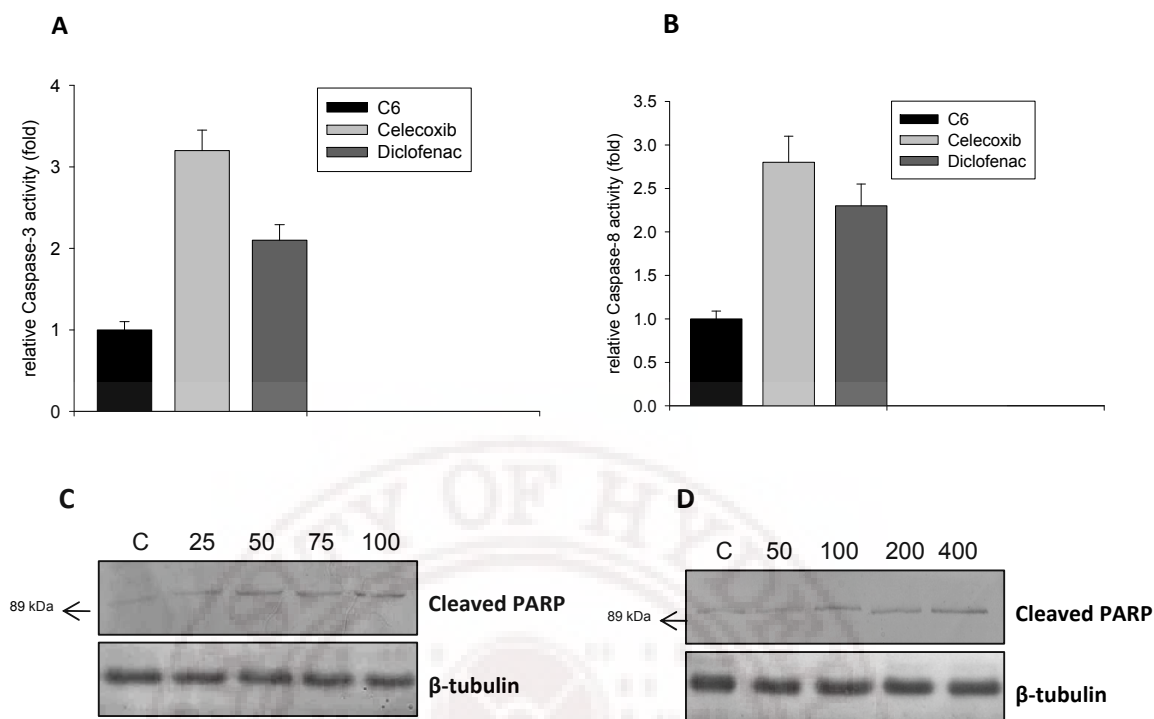 A
relative Caspase-3 activity (fold)
4
3
2
1
0
C6
Celecoxib
Diclofenac
B
relative Caspase-8 activity (fold)
3.5
3.0
2.5
2.0
1.5
1.0
0.5
0.0
C6
Celecoxib
Diclofenac
C
C 25 50 75 100
89 kDa
Cleaved PARP
β-tubulin
D
C 50 100 200 400
89 kDa
Cleaved PARP
β-tubulin